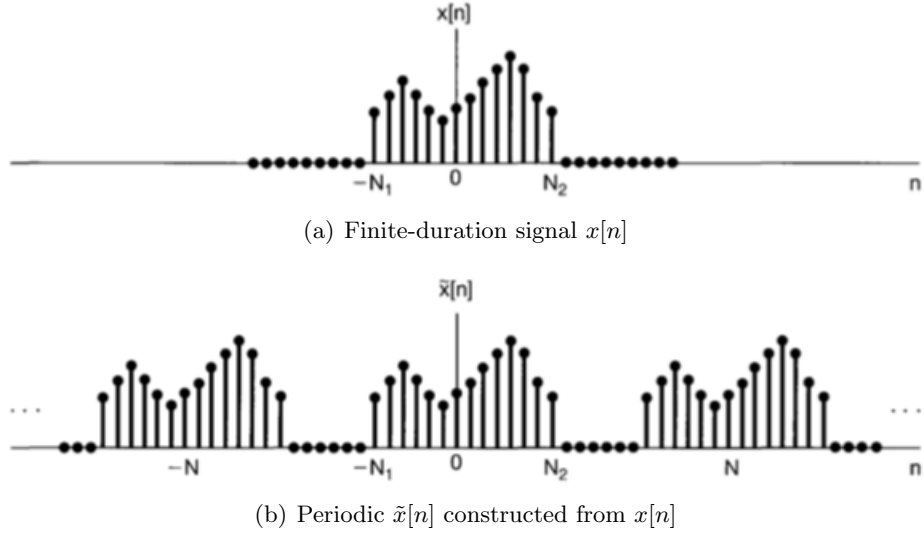 x[n]
−N₁ 0 N₂ n
(a) Finite-duration signal x[n]
x̃[n]
... ...
−N −N₁ 0 N₂ N n
(b) Periodic x̃[n] constructed from x[n]